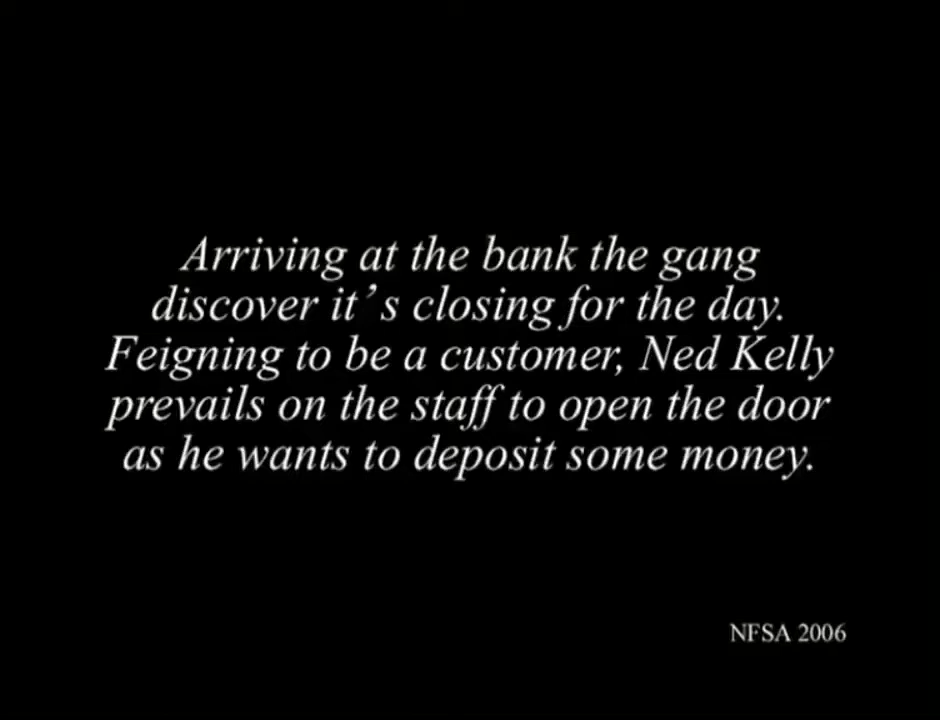 Arriving at the bank the gang
discover it’s closing for the day.
Feigning to be a customer, Ned Kelly
prevails on the staff to open the door
as he wants to deposit some money.
NFSA 2006